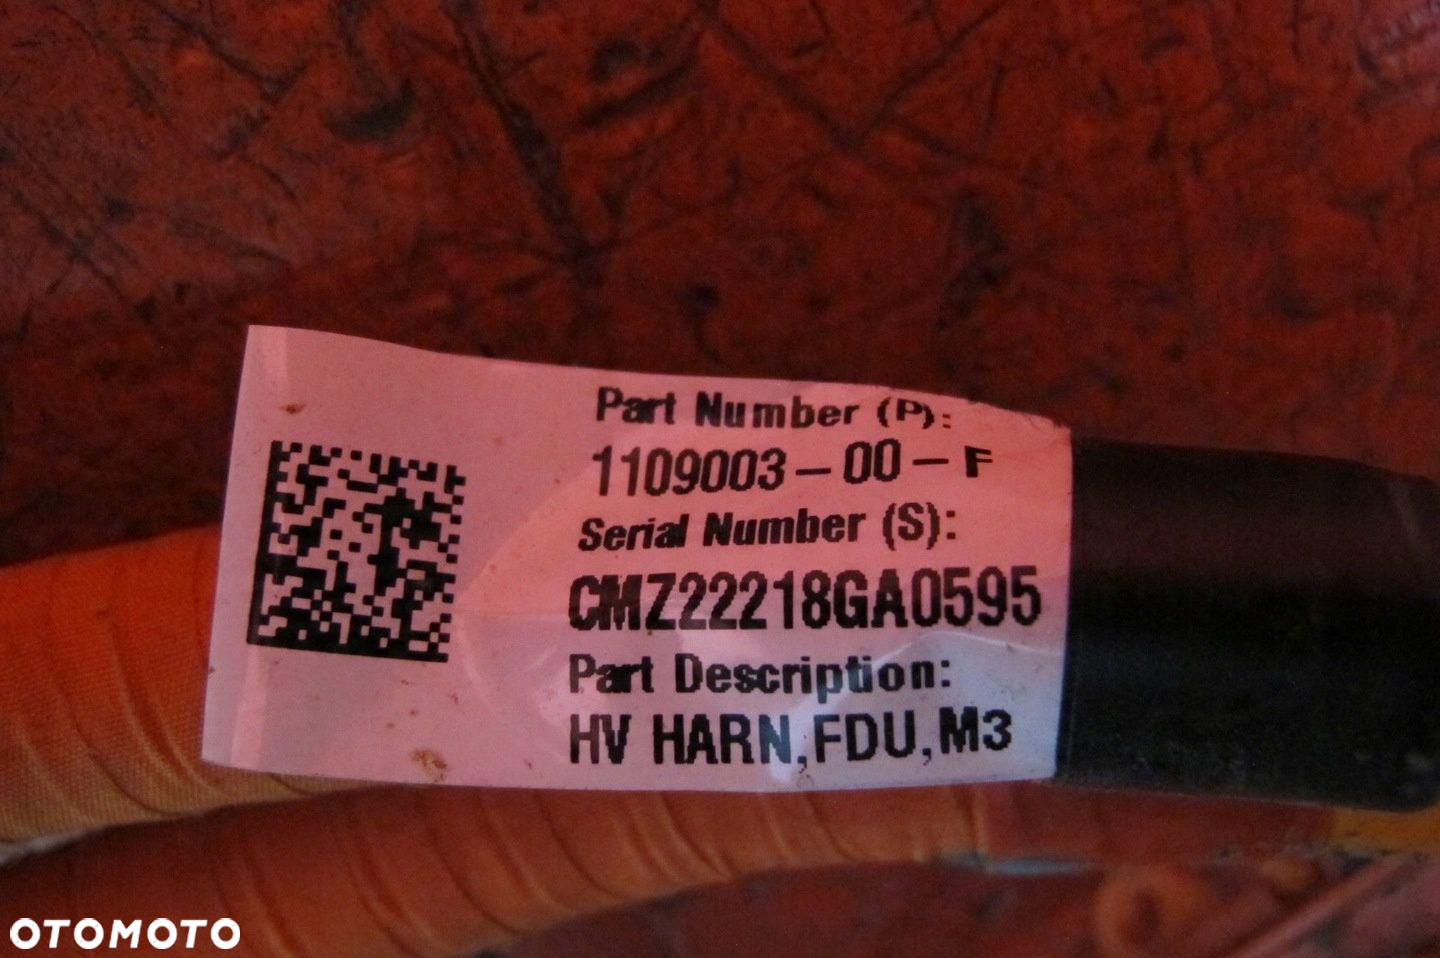 Part Number (P):
1109003-00-F
Serial Number (S):
CMZ22218GA0595
Part Description:
HV HARN,FDU,M3
OTOMOTO